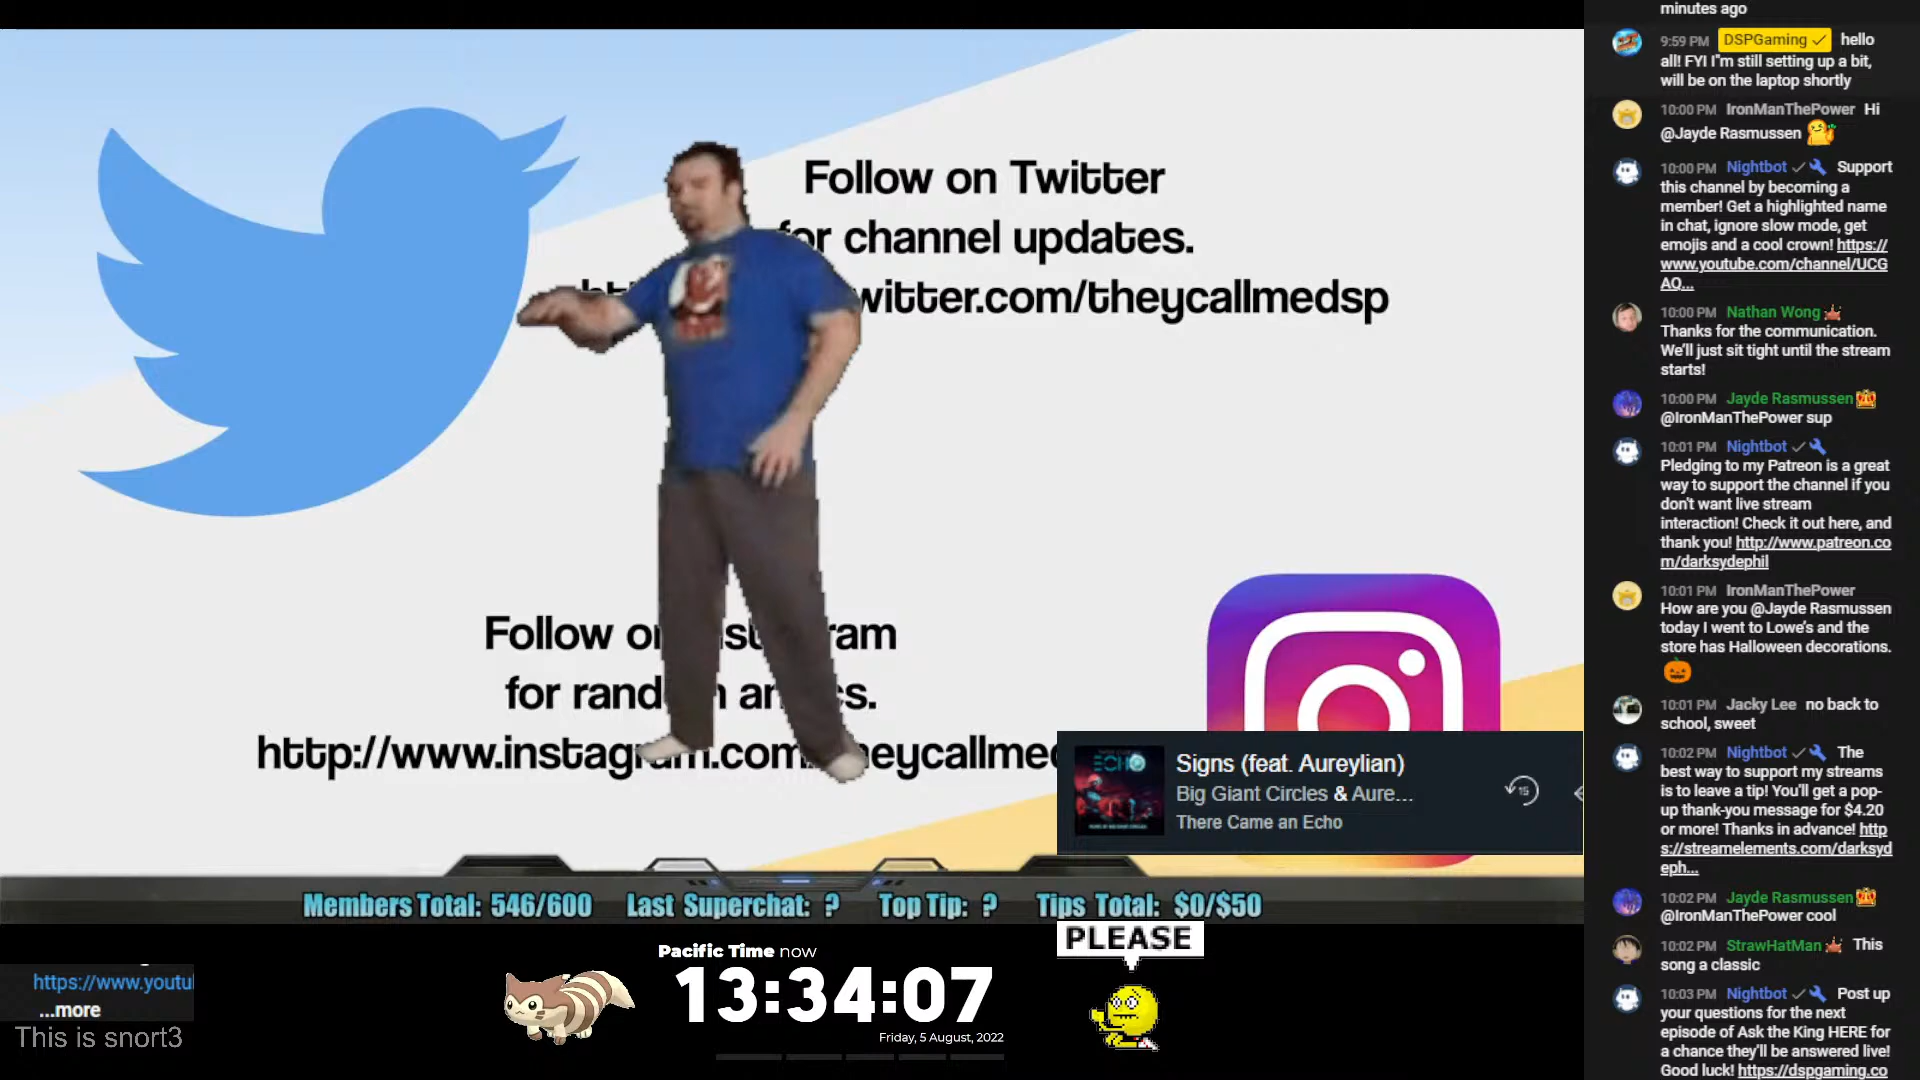 Follow on Twitter
for channel updates.
witter.com/theycallmedsp
Follow on
ram
for rand
http://www.instagram.com
eycallmed
Signs (feat. Aureylian)
Big Giant Circles & Aure...
There Came an Echo
15
ECHO
Members Total: 546/600 Last Superchat: ? Top Tip: ? Tips Total: $0/$50
PLEASE
Pacific Time now
13:34:07
Friday, 5 August, 2022
https://www.youtu
...more
This is snort3
minutes ago
9:59 PM DSPGaming hello
all! FYI I"m still setting up a bit,
will be on the laptop shortly
10:00 PM IronManThePower Hi
@Jayde Rasmussen
10:00 PM Nightbot Support
this channel by becoming a
member! Get a highlighted name
in chat, ignore slow mode, get
emojis and a cool crown! https://
www.youtube.com/channel/UCG
AQ...
10:00 PM Nathan Wong
Thanks for the communication.
We'll just sit tight until the stream
starts!
10:00 PM Jayde Rasmussen
@IronManThePower sup
10:01 PM Nightbot
Pledging to my Patreon is a great
way to support the channel if you
don't want live stream
interaction! Check it out here, and
thank you! http://www.patreon.co
m/darksydephil
10:01 PM IronManThePower
How are you @Jayde Rasmussen
today I went to Lowe's and the
store has Halloween decorations.
10:01 PM Jacky Lee no back to
school, sweet
10:02 PM Nightbot The
best way to support my streams
is to leave a tip! You'll get a pop-
up thank-you message for $4.20
or more! Thanks in advance! http
s://streamelements.com/darksyd
eph...
10:02 PM Jayde Rasmussen
@IronManThePower cool
10:02 PM StrawHatMan This
song a classic
10:03 PM Nightbot Post up
your questions for the next
episode of Ask the King HERE for
a chance they'll be answered live!
Good luck! https://dspgaming.co